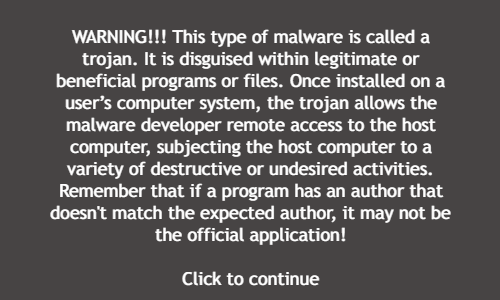 WARNING!!! This type of malware is called a
trojan. It is disguised within legitimate or
beneficial programs or files. Once installed on a
user’s computer system, the trojan allows the
malware developer remote access to the host
computer, subjecting the host computer to a
variety of destructive or undesired activities.
Remember that if a program has an author that
doesn't match the expected author, it may not be
the official application!
Click to continue